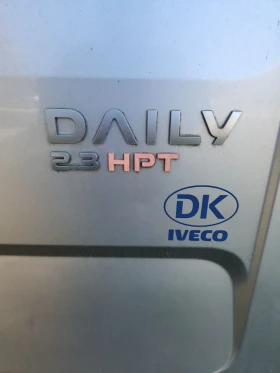 DAILY
2.3 HPT
DK
IVECO